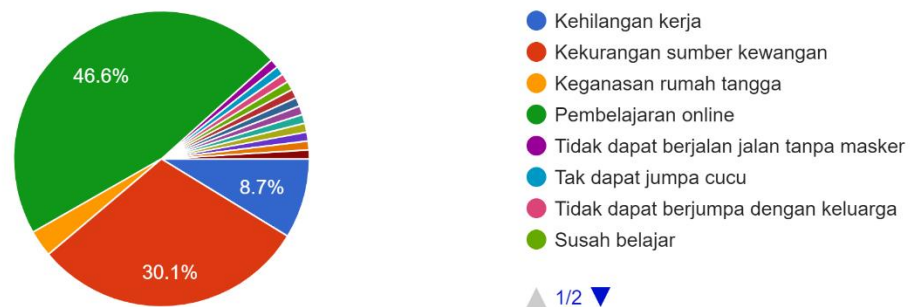 46.6%
8.7%
30.1%
Kehilangan kerja
Kekurangan sumber kewangan
Keganasan rumah tangga
Pembelajaran online
Tidak dapat berjalan jalan tanpa masker
Tak dapat jumpa cucu
Tidak dapat berjumpa dengan keluarga
Susah belajar
1/2